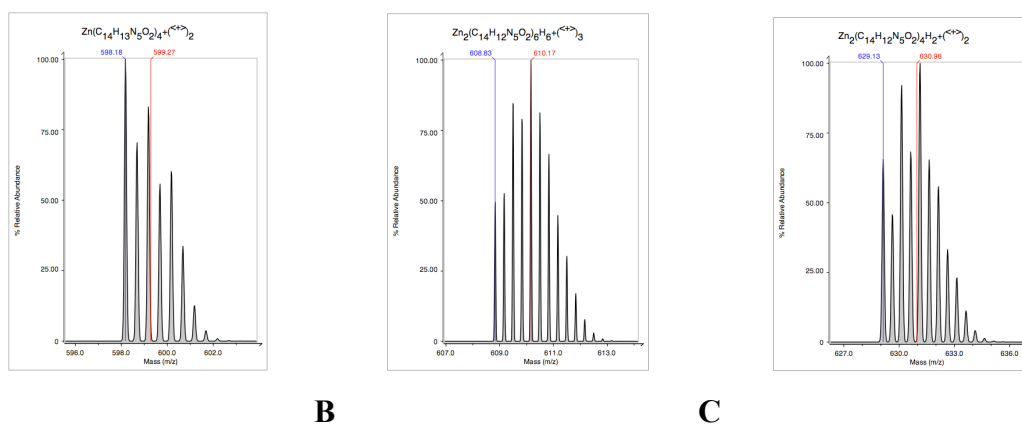 Zn(C14H13N5O2)4+(<+>)2
598.18 599.27
100.00
75.00
50.00
25.00
0
% Relative Abundance
596.0 598.0 600.0 602.0
Mass (m/z)
Zn2(C14H12N5O2)6H6+(<+>)3
608.83 610.17
100.00
75.00
50.00
25.00
0
% Relative Abundance
607.0 609.0 611.0 613.0
Mass (m/z)
Zn2(C14H12N5O2)4H2+(<+>)2
629.13 630.96
100.00
75.00
50.00
25.00
0
% Relative Abundance
627.0 630.0 633.0 636.0
Mass (m/z)
B C